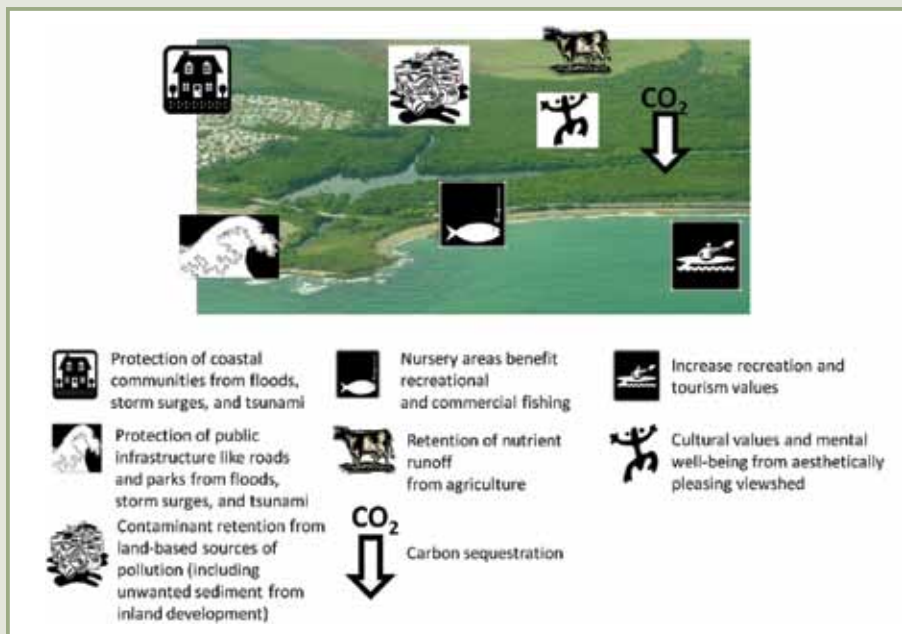 CO₂
Protection of coastal
communities from floods,
storm surges, and tsunami
Protection of public
infrastructure like roads
and parks from floods,
storm surges, and tsunami
Contaminant retention from
land-based sources of
pollution (including
unwanted sediment from
inland development)
Nursery areas benefit
recreational
and commercial fishing
Retention of nutrient
runoff
from agriculture
CO₂
Carbon sequestration
Increase recreation and
tourism values
Cultural values and mental
well-being from aesthetically
pleasing viewshed